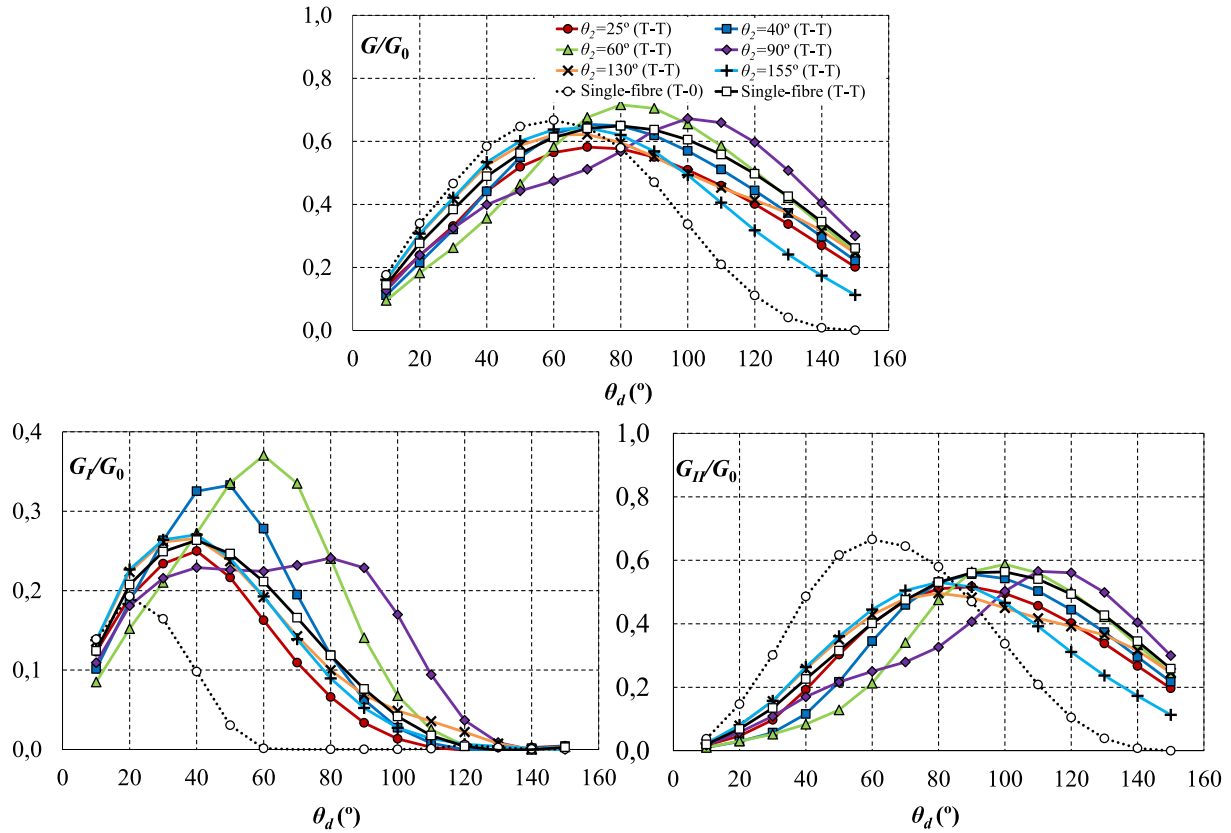 G/G0
θ2=25º (T-T) θ2=40º (T-T)
θ2=60º (T-T) θ2=90º (T-T)
θ2=130º (T-T) θ2=155º (T-T)
Single-fibre (T-0) Single-fibre (T-T)
1,0
0,8
0,6
0,4
0,2
0,0
0 20 40 60 80 100 120 140 160
θd (º)
GI/G0
0,4
0,3
0,2
0,1
0,0
0 20 40 60 80 100 120 140 160
θd (º)
GII/G0
1,0
0,8
0,6
0,4
0,2
0,0
0 20 40 60 80 100 120 140 160
θd (º)